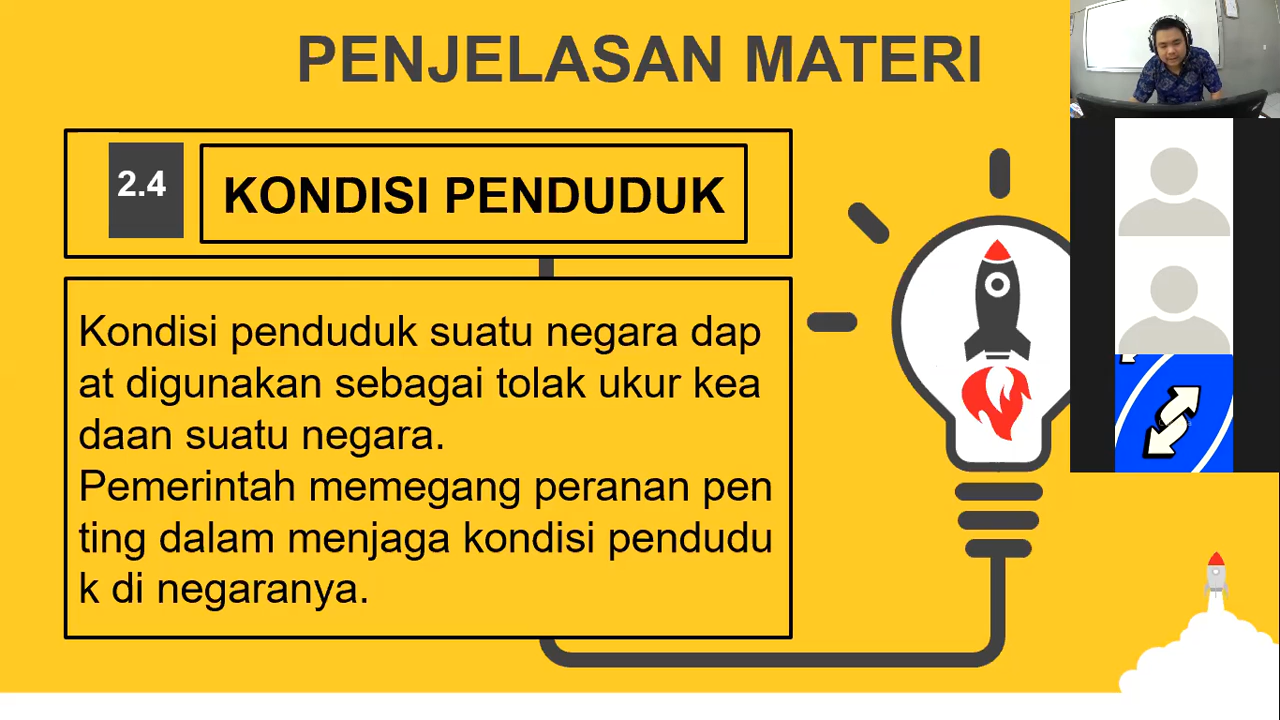 PENJELASAN MATERI
2.4
KONDISI PENDUDUK
Kondisi penduduk suatu negara dap
at digunakan sebagai tolak ukur kea
daan suatu negara.
Pemerintah memegang peranan pen
ting dalam menjaga kondisi pendudu
k di negaranya.